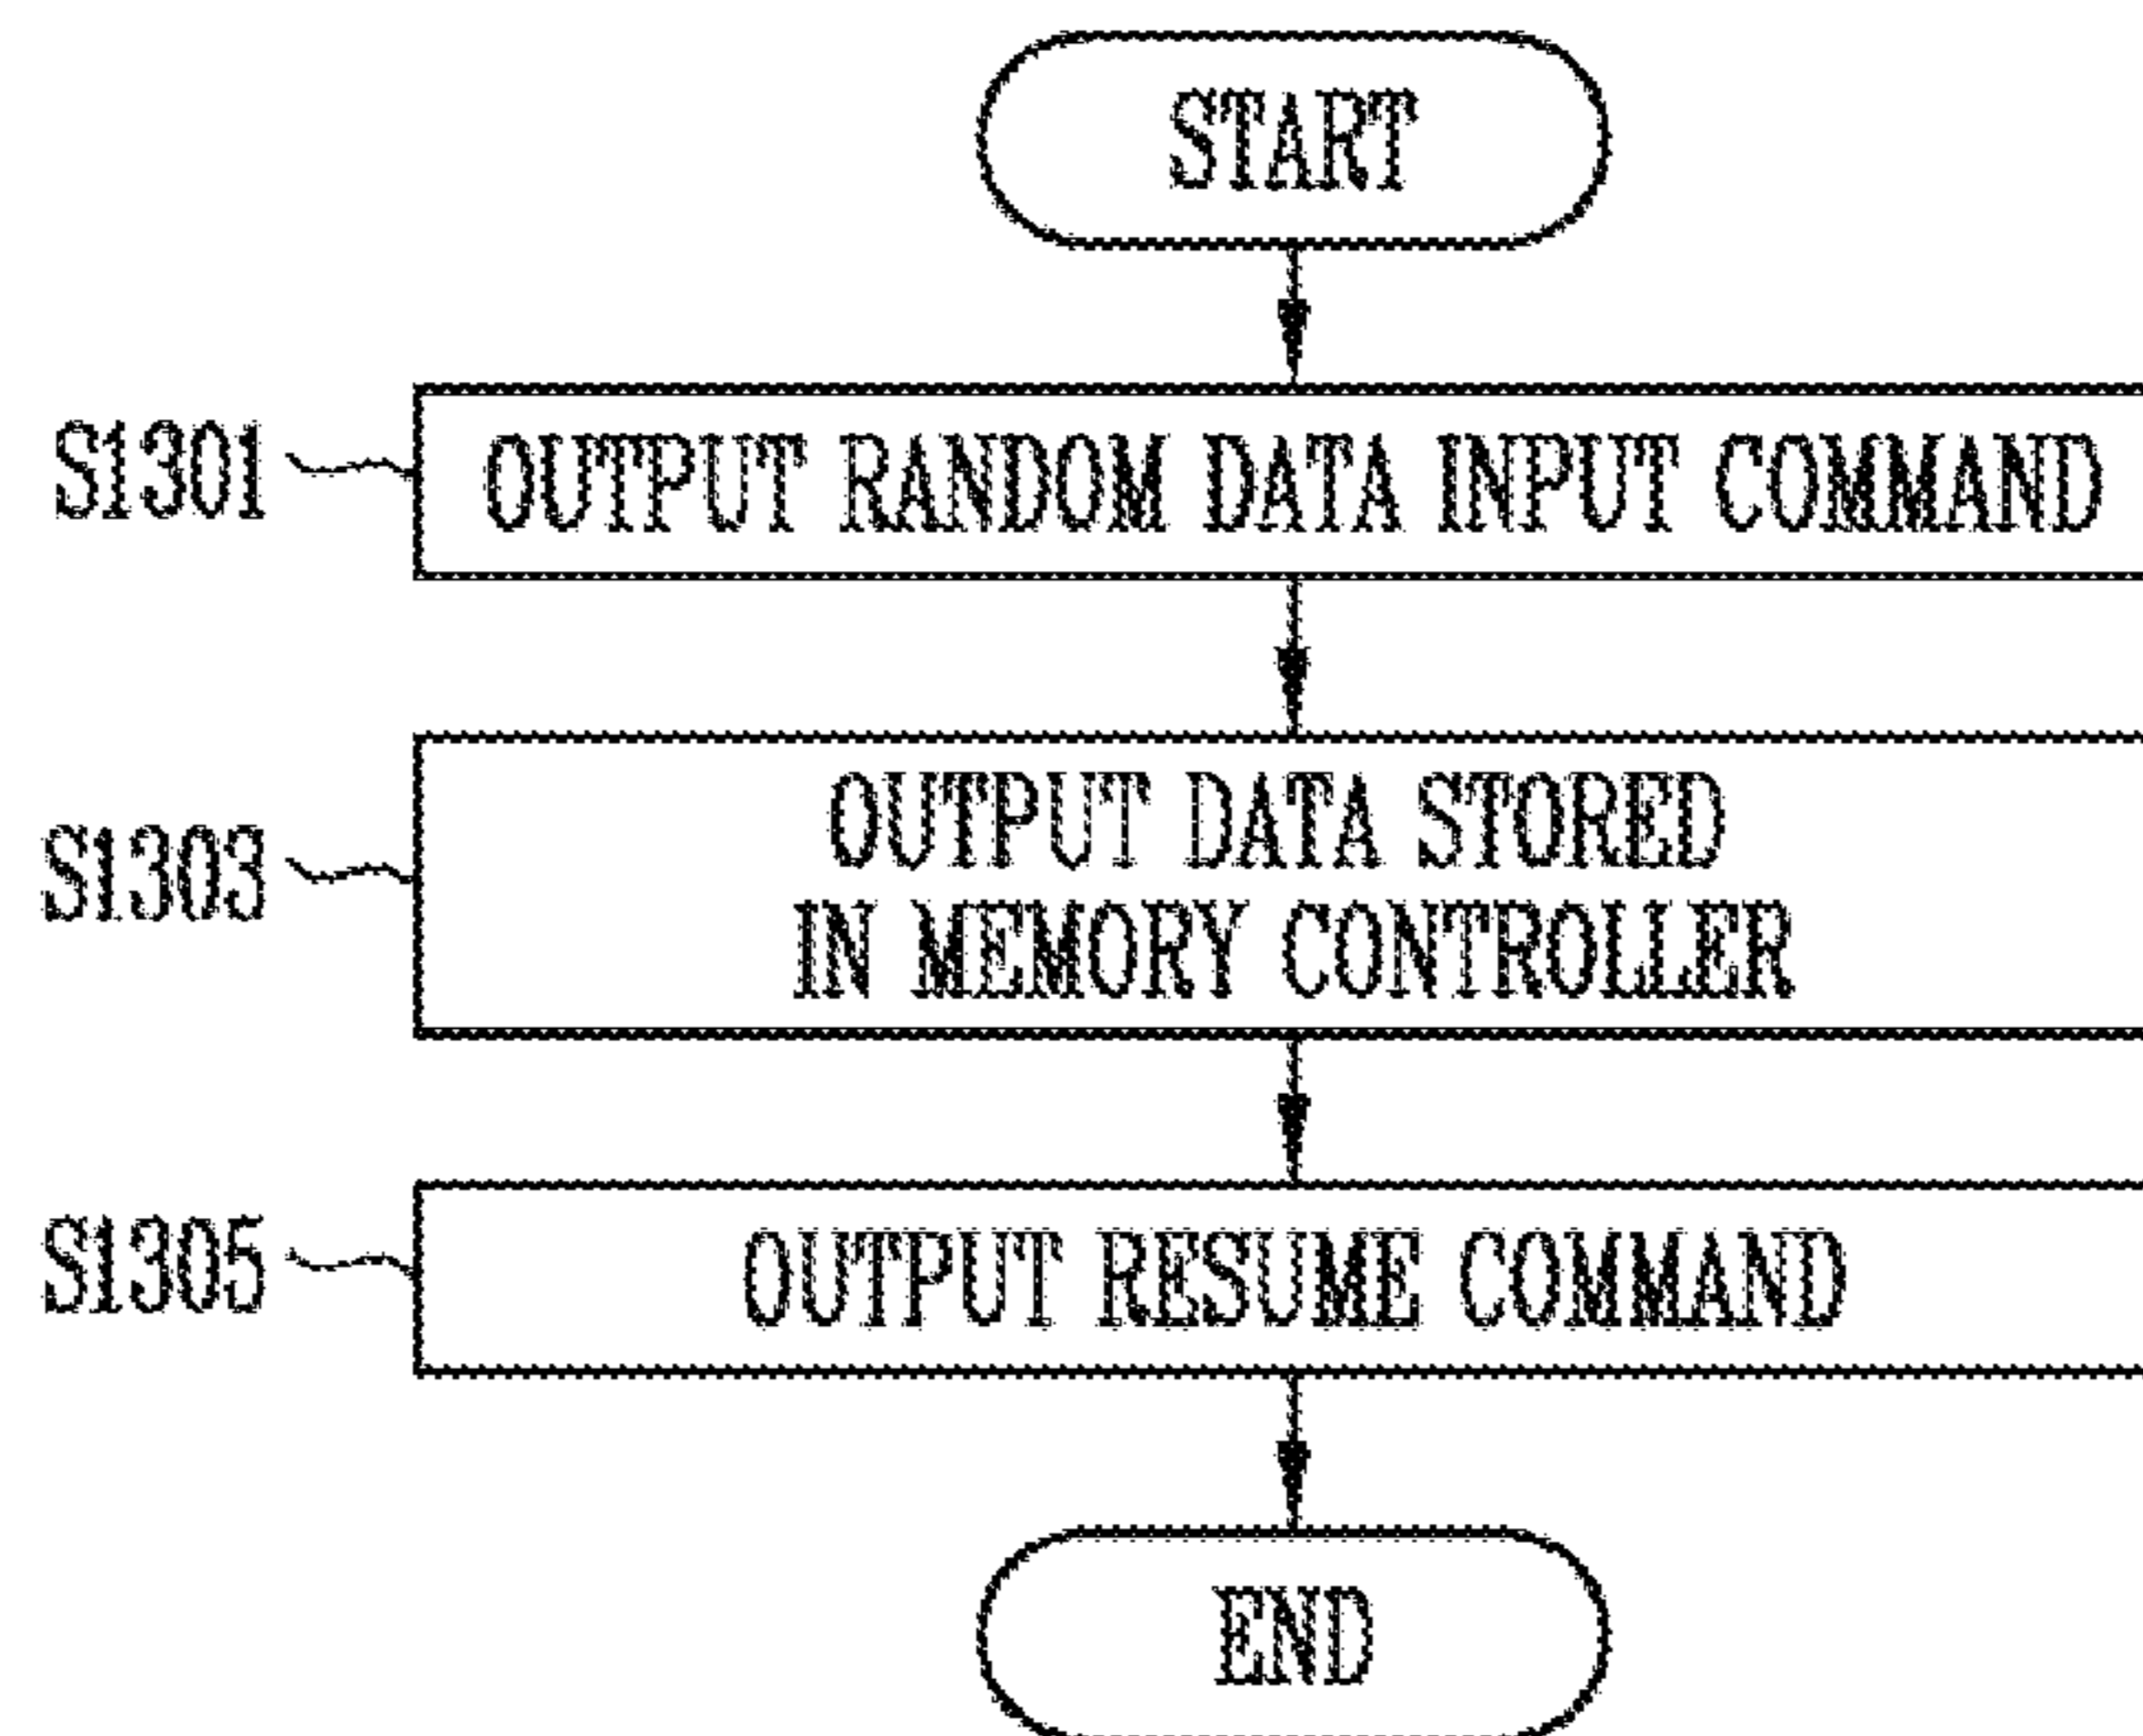 START
S1301
OUTPUT RANDOM DATA INPUT COMMAND
S1303
OUTPUT DATA STORED
IN MEMORY CONTROLLER
S1305
OUTPUT RESUME COMMAND
END